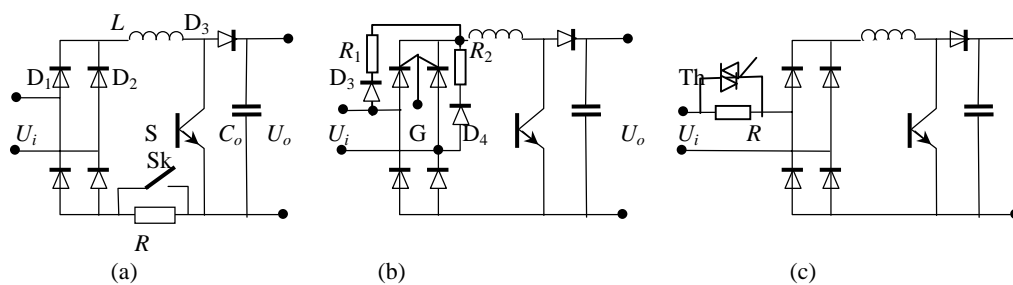 L D₃
D₁ D₂
Uᵢ S Cₒ Uₒ
Sk
R
(a)
R₁ R₂
D₃
Uᵢ G D₄ Uₒ
(b)
Th
Uᵢ R
(c)